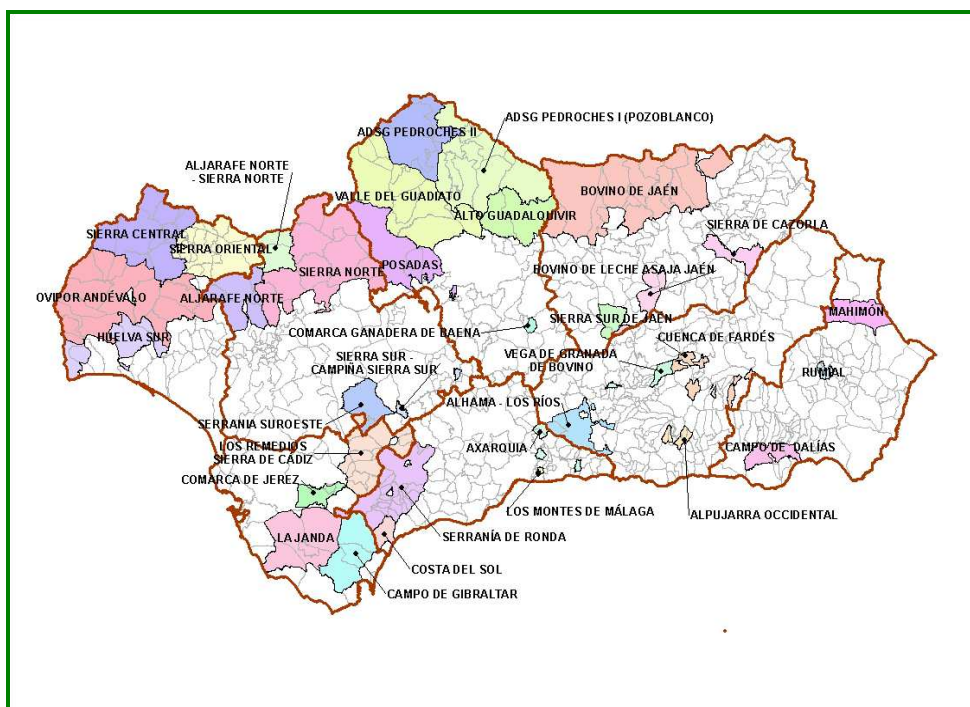 ADSG PEDROCHES I (POZOBLANCO)
ADSG PEDROCHES II
ALJARAFE NORTE
- SIERRA NORTE
BOVINO DE JAÉN
VALLE DEL GUADIATO
ALTO GUADALQUIVIR
SIERRA DE CAZORLA
SIERRA CENTRAL
SIERRA ORIENTAL
POSADAS
SIERRA NORTE
BOVINO DE LECHE ASAJA JAÉN
OVIPOR ANDÉVALO
ALJARAFE NORTE
MAHIMÓN
SIERRA SUR DE JAÉN
COMARCA GANADERA DE BAENA
HUELVA SUR
CUENCA DE FARDÉS
VEGA DE GRANADA
DE BOVINO
SIERRA SUR -
CAMPIÑA SIERRA SUR
RUMIAL
ALHAMA - LOS RÍOS
SERRANIA SUROESTE
LOS REMEDIOS
SIERRA DE CÁDIZ
AXARQUIA
CAMPO DE DALÍAS
COMARCA DE JEREZ
LOS MONTES DE MÁLAGA
ALPUJARRA OCCIDENTAL
LA JANDA
SERRANÍA DE RONDA
COSTA DEL SOL
CAMPO DE GIBRALTAR